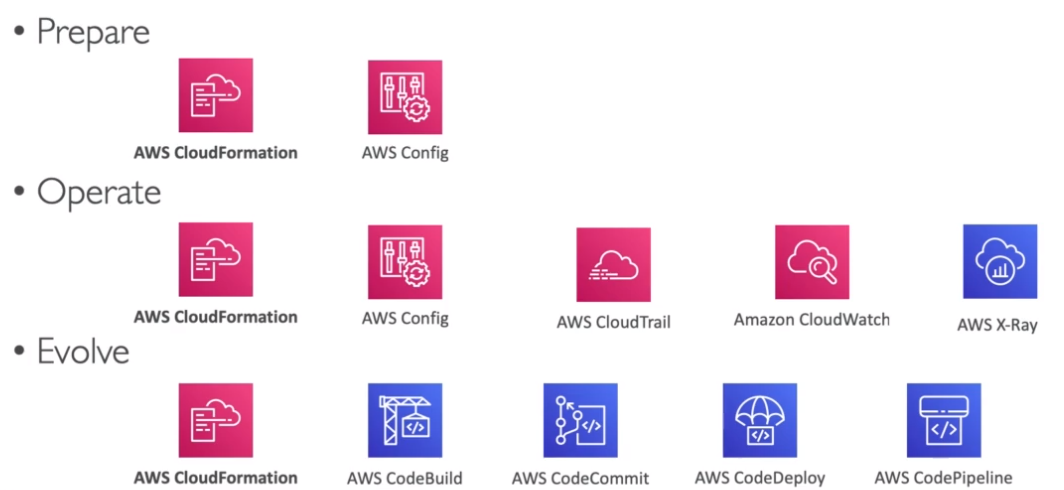 • Prepare
AWS CloudFormation AWS Config
• Operate
AWS CloudFormation AWS Config AWS CloudTrail Amazon CloudWatch AWS X-Ray
• Evolve
</>  </> </> </>
AWS CloudFormation AWS CodeBuild AWS CodeCommit AWS CodeDeploy AWS CodePipeline